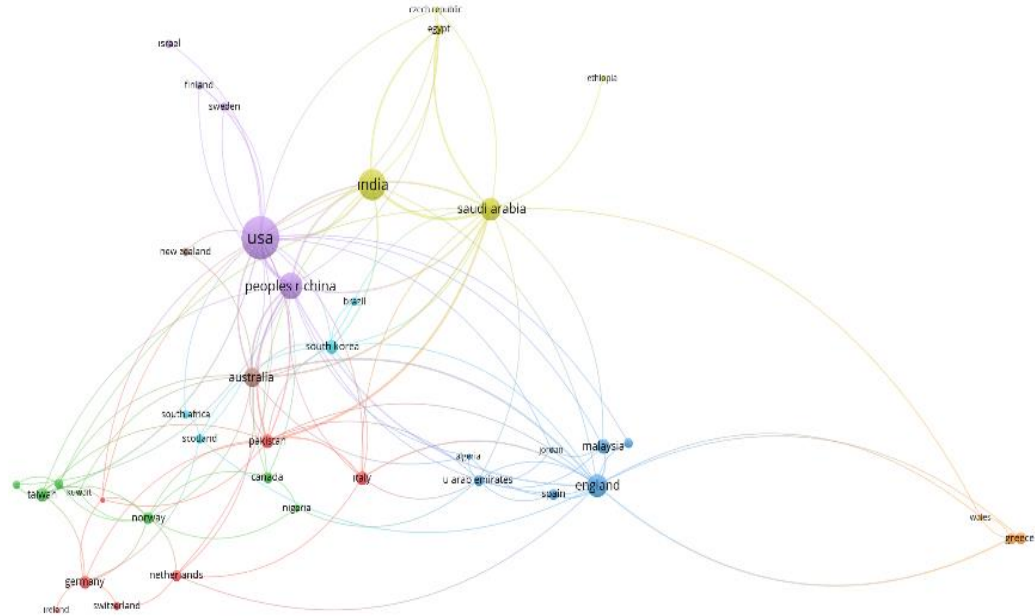 czech republic
egypt
israel
finland
ethiopia
sweden
india
saudi arabia
usa
new zealand
peoples r china
brazil
south korea
australia
south africa
scotland
pakistan
malaysia
jordan
algeria
canada
italy
u arab emirates
england
spain
taiwan
kuwait
nigeria
norway
wales
greece
germany
netherlands
switzerland
ireland